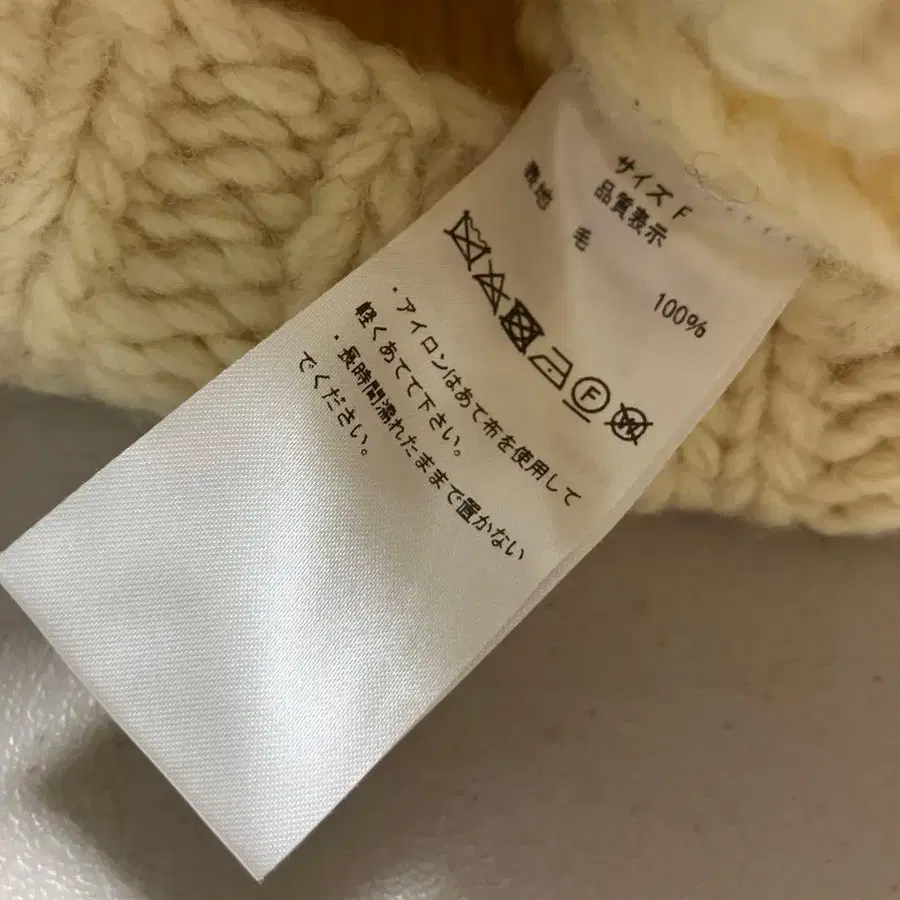 サイズ F
品質表示
表地 毛 100%
F W
・アイロンはあて布を使用して
軽くあてて下さい。
・長時間濡れたままで置かない
でください。